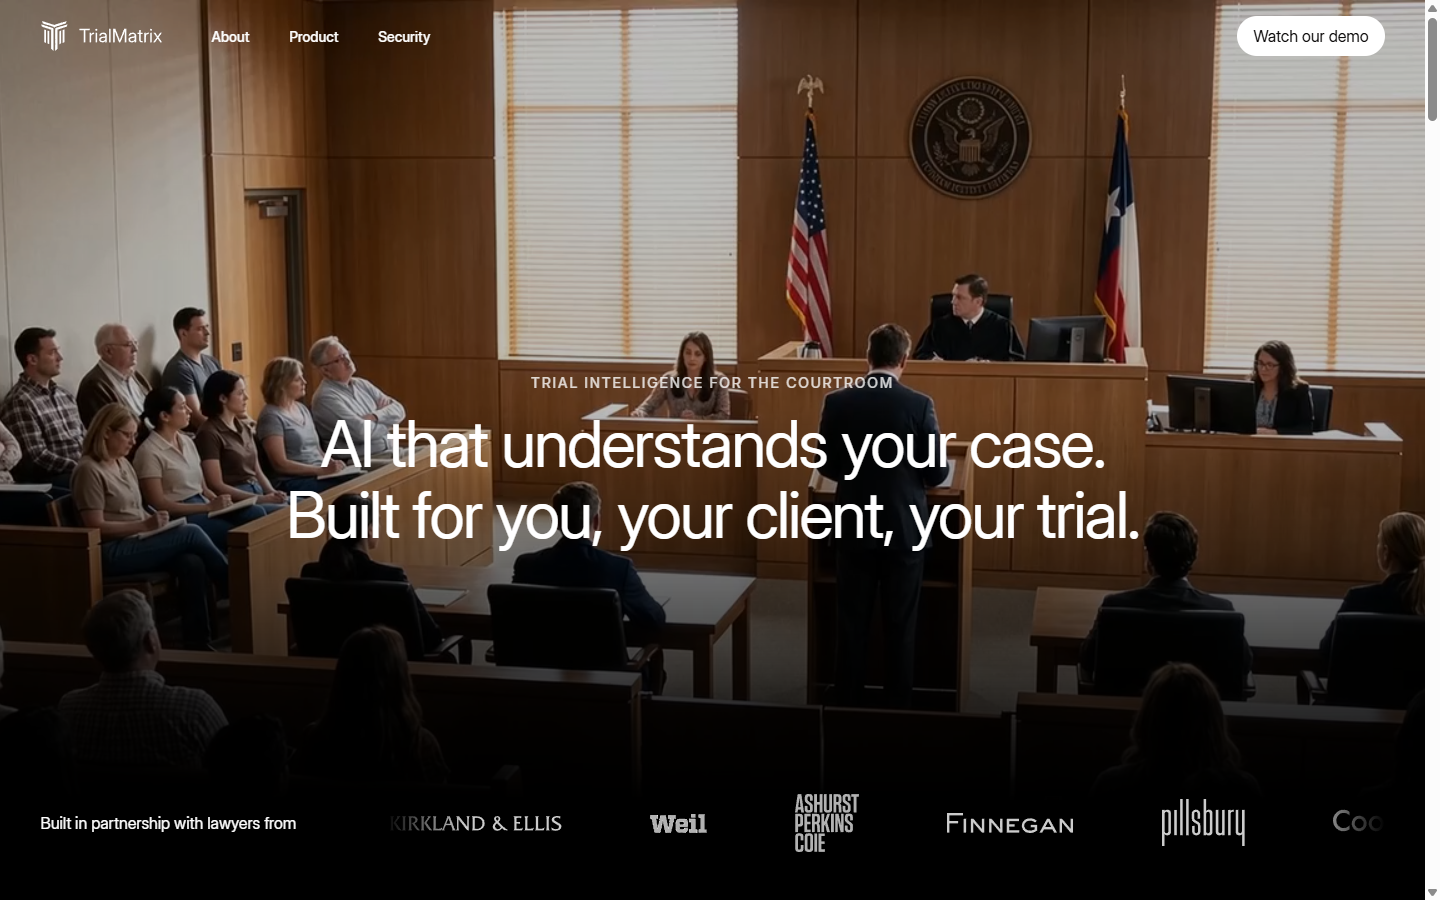 TrialMatrix
About
Product
Security
Watch our demo
TRIAL INTELLIGENCE FOR THE COURTROOM
AI that understands your case.
Built for you, your client, your trial.
Built in partnership with lawyers from
KIRKLAND & ELLIS
Weil
ASHURST
PERKINS
COIE
FINNEGAN
pillsbury
Coo